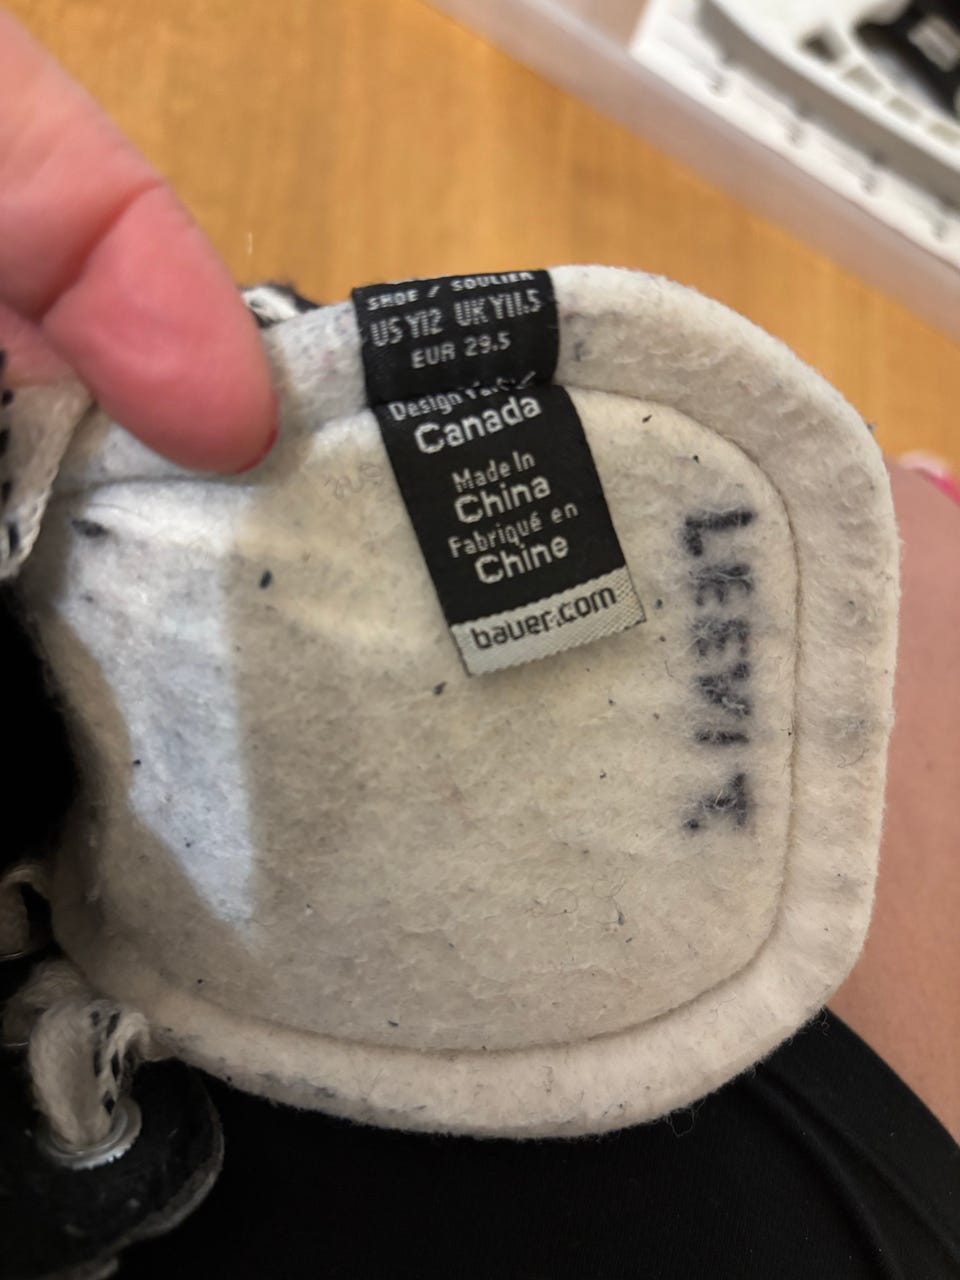 SHOE / SOULIER
US Y12 UK Y11.5
EUR 29.5
Design
Canada
Made In
China
Fabriqué en
Chine
bauer.com
LEEVI T.